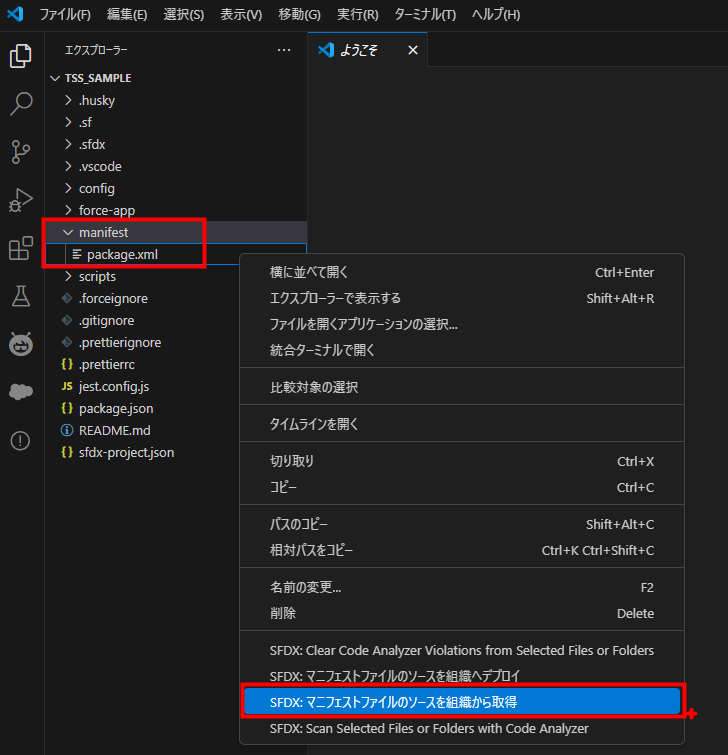 ファイル(F) 編集(E) 選択(S) 表示(V) 移動(G) 実行(R) ターミナル(T) ヘルプ(H)
エクスプローラー ...
ようこそ
TSS_SAMPLE
.husky
.sf
.sfdx
.vscode
config
force-app
manifest
package.xml
scripts
.forceignore
.gitignore
.prettierignore
{} .prettierrc
JS jest.config.js
{} package.json
README.md
{} sfdx-project.json
横に並べて開く Ctrl+Enter
エクスプローラーで表示する Shift+Alt+R
ファイルを開くアプリケーションの選択...
統合ターミナルで開く
比較対象の選択
タイムラインを開く
切り取り Ctrl+X
コピー Ctrl+C
パスのコピー Shift+Alt+C
相対パスをコピー Ctrl+K Ctrl+Shift+C
名前の変更... F2
削除 Delete
SFDX: Clear Code Analyzer Violations from Selected Files or Folders
SFDX: マニフェストファイルのソースを組織へデプロイ
SFDX: マニフェストファイルのソースを組織から取得
SFDX: Scan Selected Files or Folders with Code Analyzer